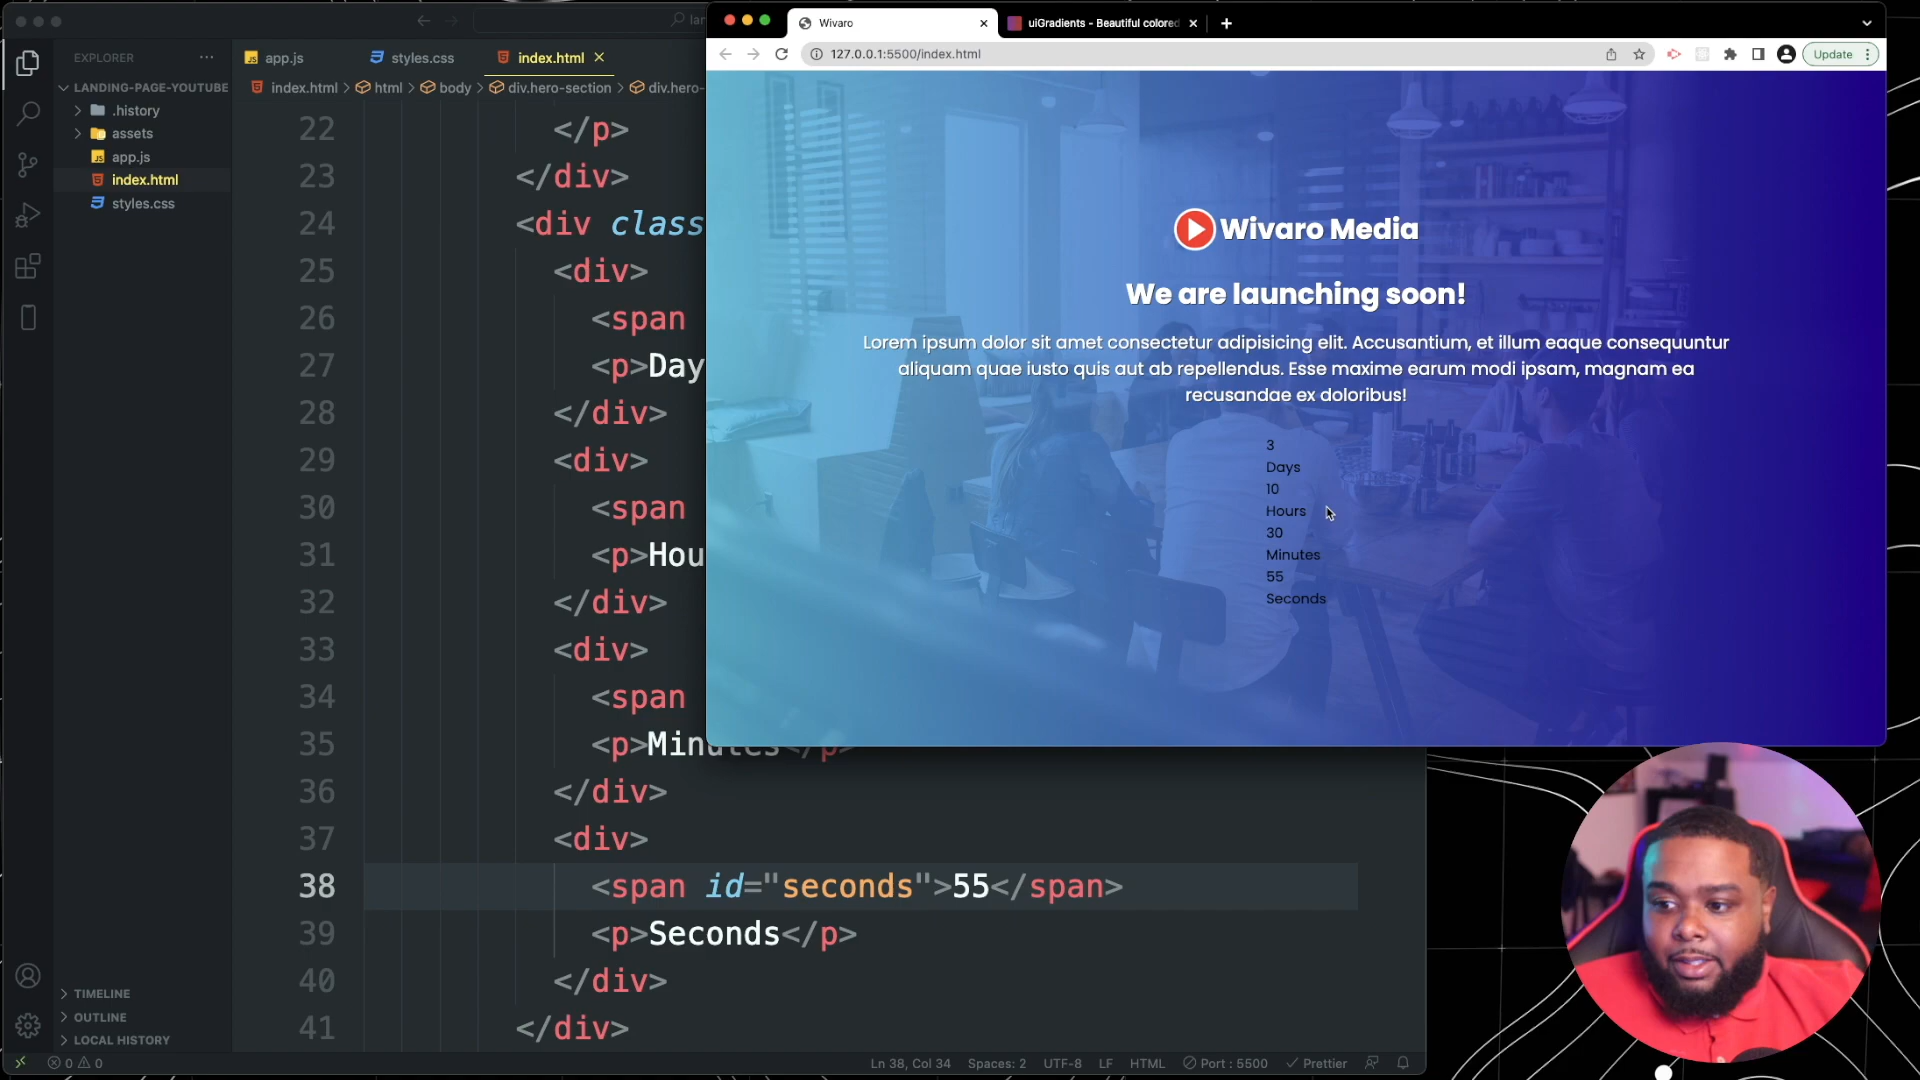 EXPLORER
LANDING-PAGE-YOUTUBE
.history
assets
app.js
index.html
styles.css
TIMELINE
OUTLINE
LOCAL HISTORY
app.js
styles.css
index.html
index.html > html > body > div.hero-section > div.hero-
22 </p>
23 </div>
24 <div class
25 <div>
26 <span
27 <p>Day
28 </div>
29 <div>
30 <span
31 <p>Hou
32 </div>
33 <div>
34 <span
35 <p>Minutes</p>
36 </div>
37 <div>
38 <span id="seconds">55</span>
39 <p>Seconds</p>
40 </div>
41 </div>
0 0
Ln 38, Col 34 Spaces: 2 UTF-8 LF HTML Port : 5500 Prettier
Wivaro
uiGradients - Beautiful colored
127.0.0.1:5500/index.html
Update
Wivaro Media
We are launching soon!
Lorem ipsum dolor sit amet consectetur adipisicing elit. Accusantium, et illum eaque consequuntur
aliquam quae iusto quis aut ab repellendus. Esse maxime earum modi ipsam, magnam ea
recusandae ex doloribus!
3
Days
10
Hours
30
Minutes
55
Seconds